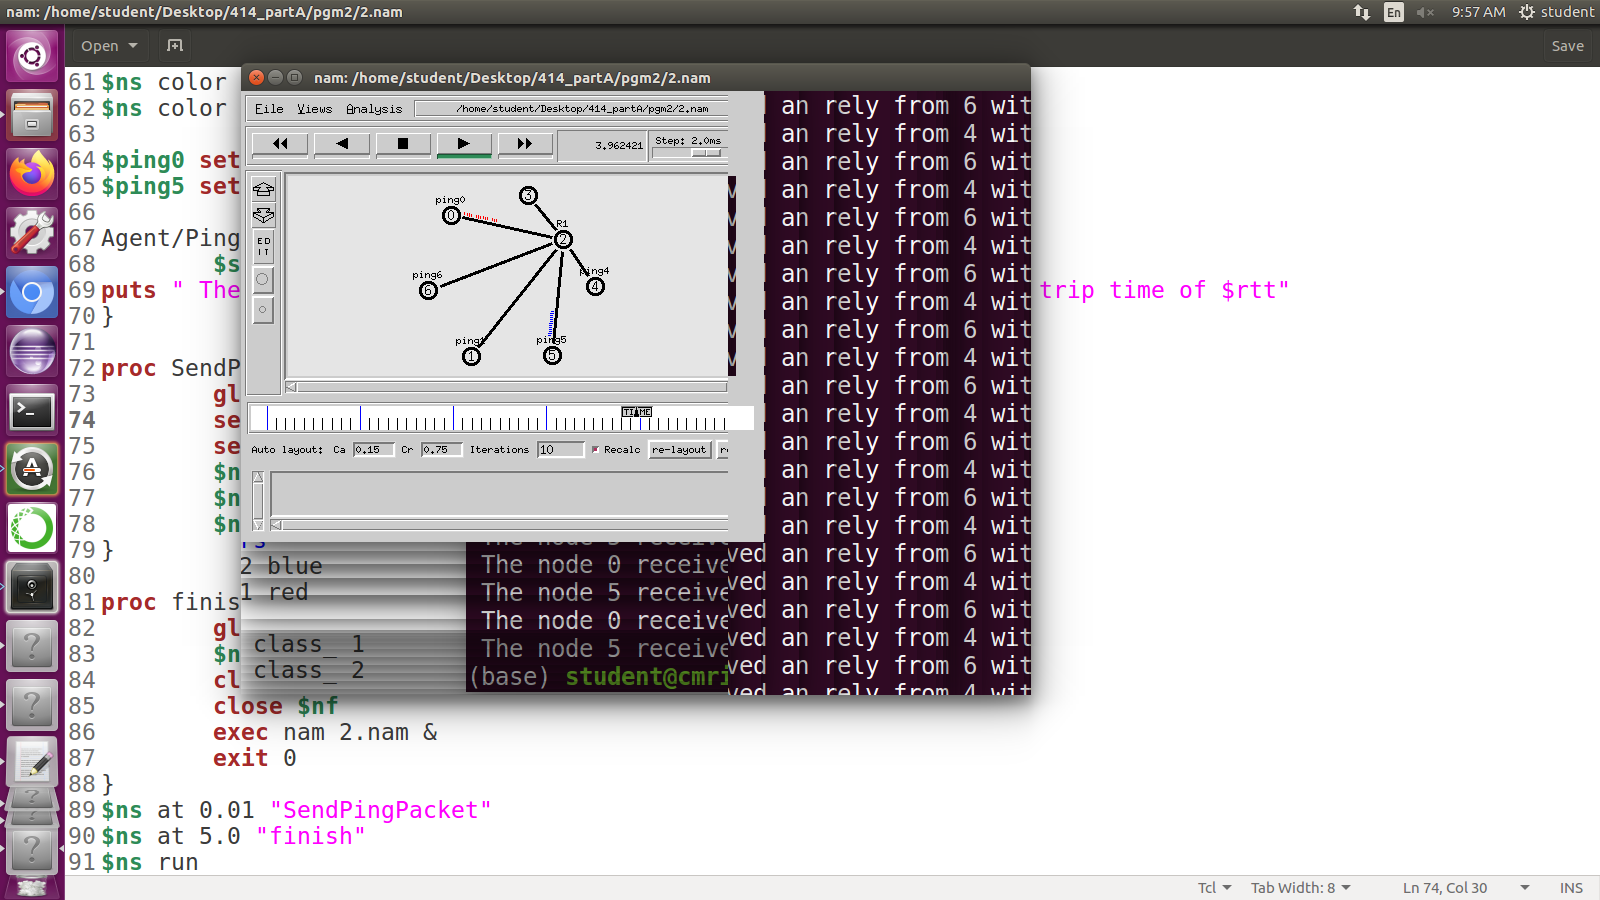 nam: /home/student/Desktop/414_partA/pgm2/2.nam
En
9:57 AM
student
Open
Save
61 $ns color
62 $ns color
63
64 $ping0 set
65 $ping5 set
66
67 Agent/Ping
68 $s
69 puts " The
trip time of $rtt"
70 }
71
72 proc SendP
73 gl
74 se
75 se
76 $n
77 $n
78 $n
79 }
80
81 proc finis
82 gl
83 $n
84 cl
85 close $nf
86 exec nam 2.nam &
87 exit 0
88 }
89 $ns at 0.01 "SendPingPacket"
90 $ns at 5.0 "finish"
91 $ns run
nam: /home/student/Desktop/414_partA/pgm2/2.nam
File Views Analysis /home/student/Desktop/414_partA/pgm2/2.nam
3.962421
Step: 2.0ms
ED
IT
ping0
0
3
R1
2
ping6
6
ping4
4
1
ping5
5
TIME
Auto layout: Ca 0.15 Cr 0.75 Iterations 10 Recalc re-layout re
2 blue
1 red
class_ 1
class_ 2
an rely from 6 wit
an rely from 4 wit
an rely from 6 wit
an rely from 4 wit
an rely from 6 wit
an rely from 4 wit
an rely from 6 wit
an rely from 4 wit
an rely from 6 wit
an rely from 4 wit
an rely from 6 wit
an rely from 4 wit
an rely from 6 wit
an rely from 4 wit
an rely from 6 wit
an rely from 4 wit
The node 0 receive
ved an rely from 6 wit
ved an rely from 4 wit
The node 5 receive
ved an rely from 6 wit
The node 0 receive
ved an rely from 4 wit
The node 5 receive
ved an rely from 6 wit
(base) student@cmri
ved an rely from 4 wit
Tcl
Tab Width: 8
Ln 74, Col 30
INS